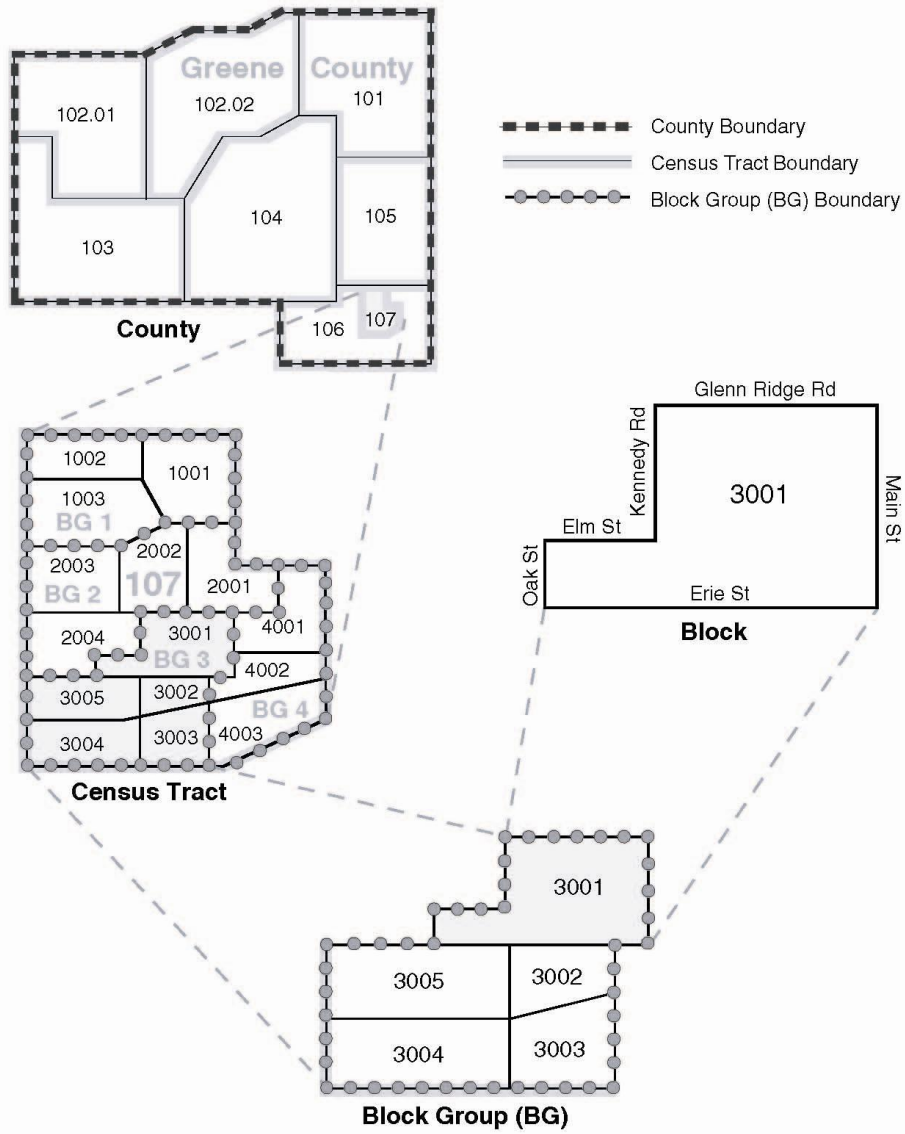 Greene County
102.01
102.02
101
103
104
105
106
107
County
County Boundary
Census Tract Boundary
Block Group (BG) Boundary
1002
1001
1003
BG 1
2003
2002
BG 2
107
2001
2004
3001
4001
BG 3
4002
3005
3002
BG 4
3004
3003
4003
Census Tract
Glenn Ridge Rd
Kennedy Rd
3001
Main St
Elm St
Oak St
Erie St
Block
3001
3005
3002
3004
3003
Block Group (BG)